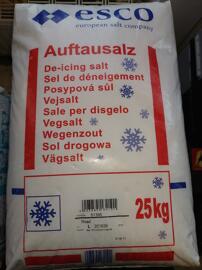 esco
european salt company
Auftausalz
De-icing salt
Sel de déneigement
Posypová sůl
Vejsalt
Sale per disgelo
Vegsalt
Wegenzout
Sol drogowa
Vägsalt
25kg